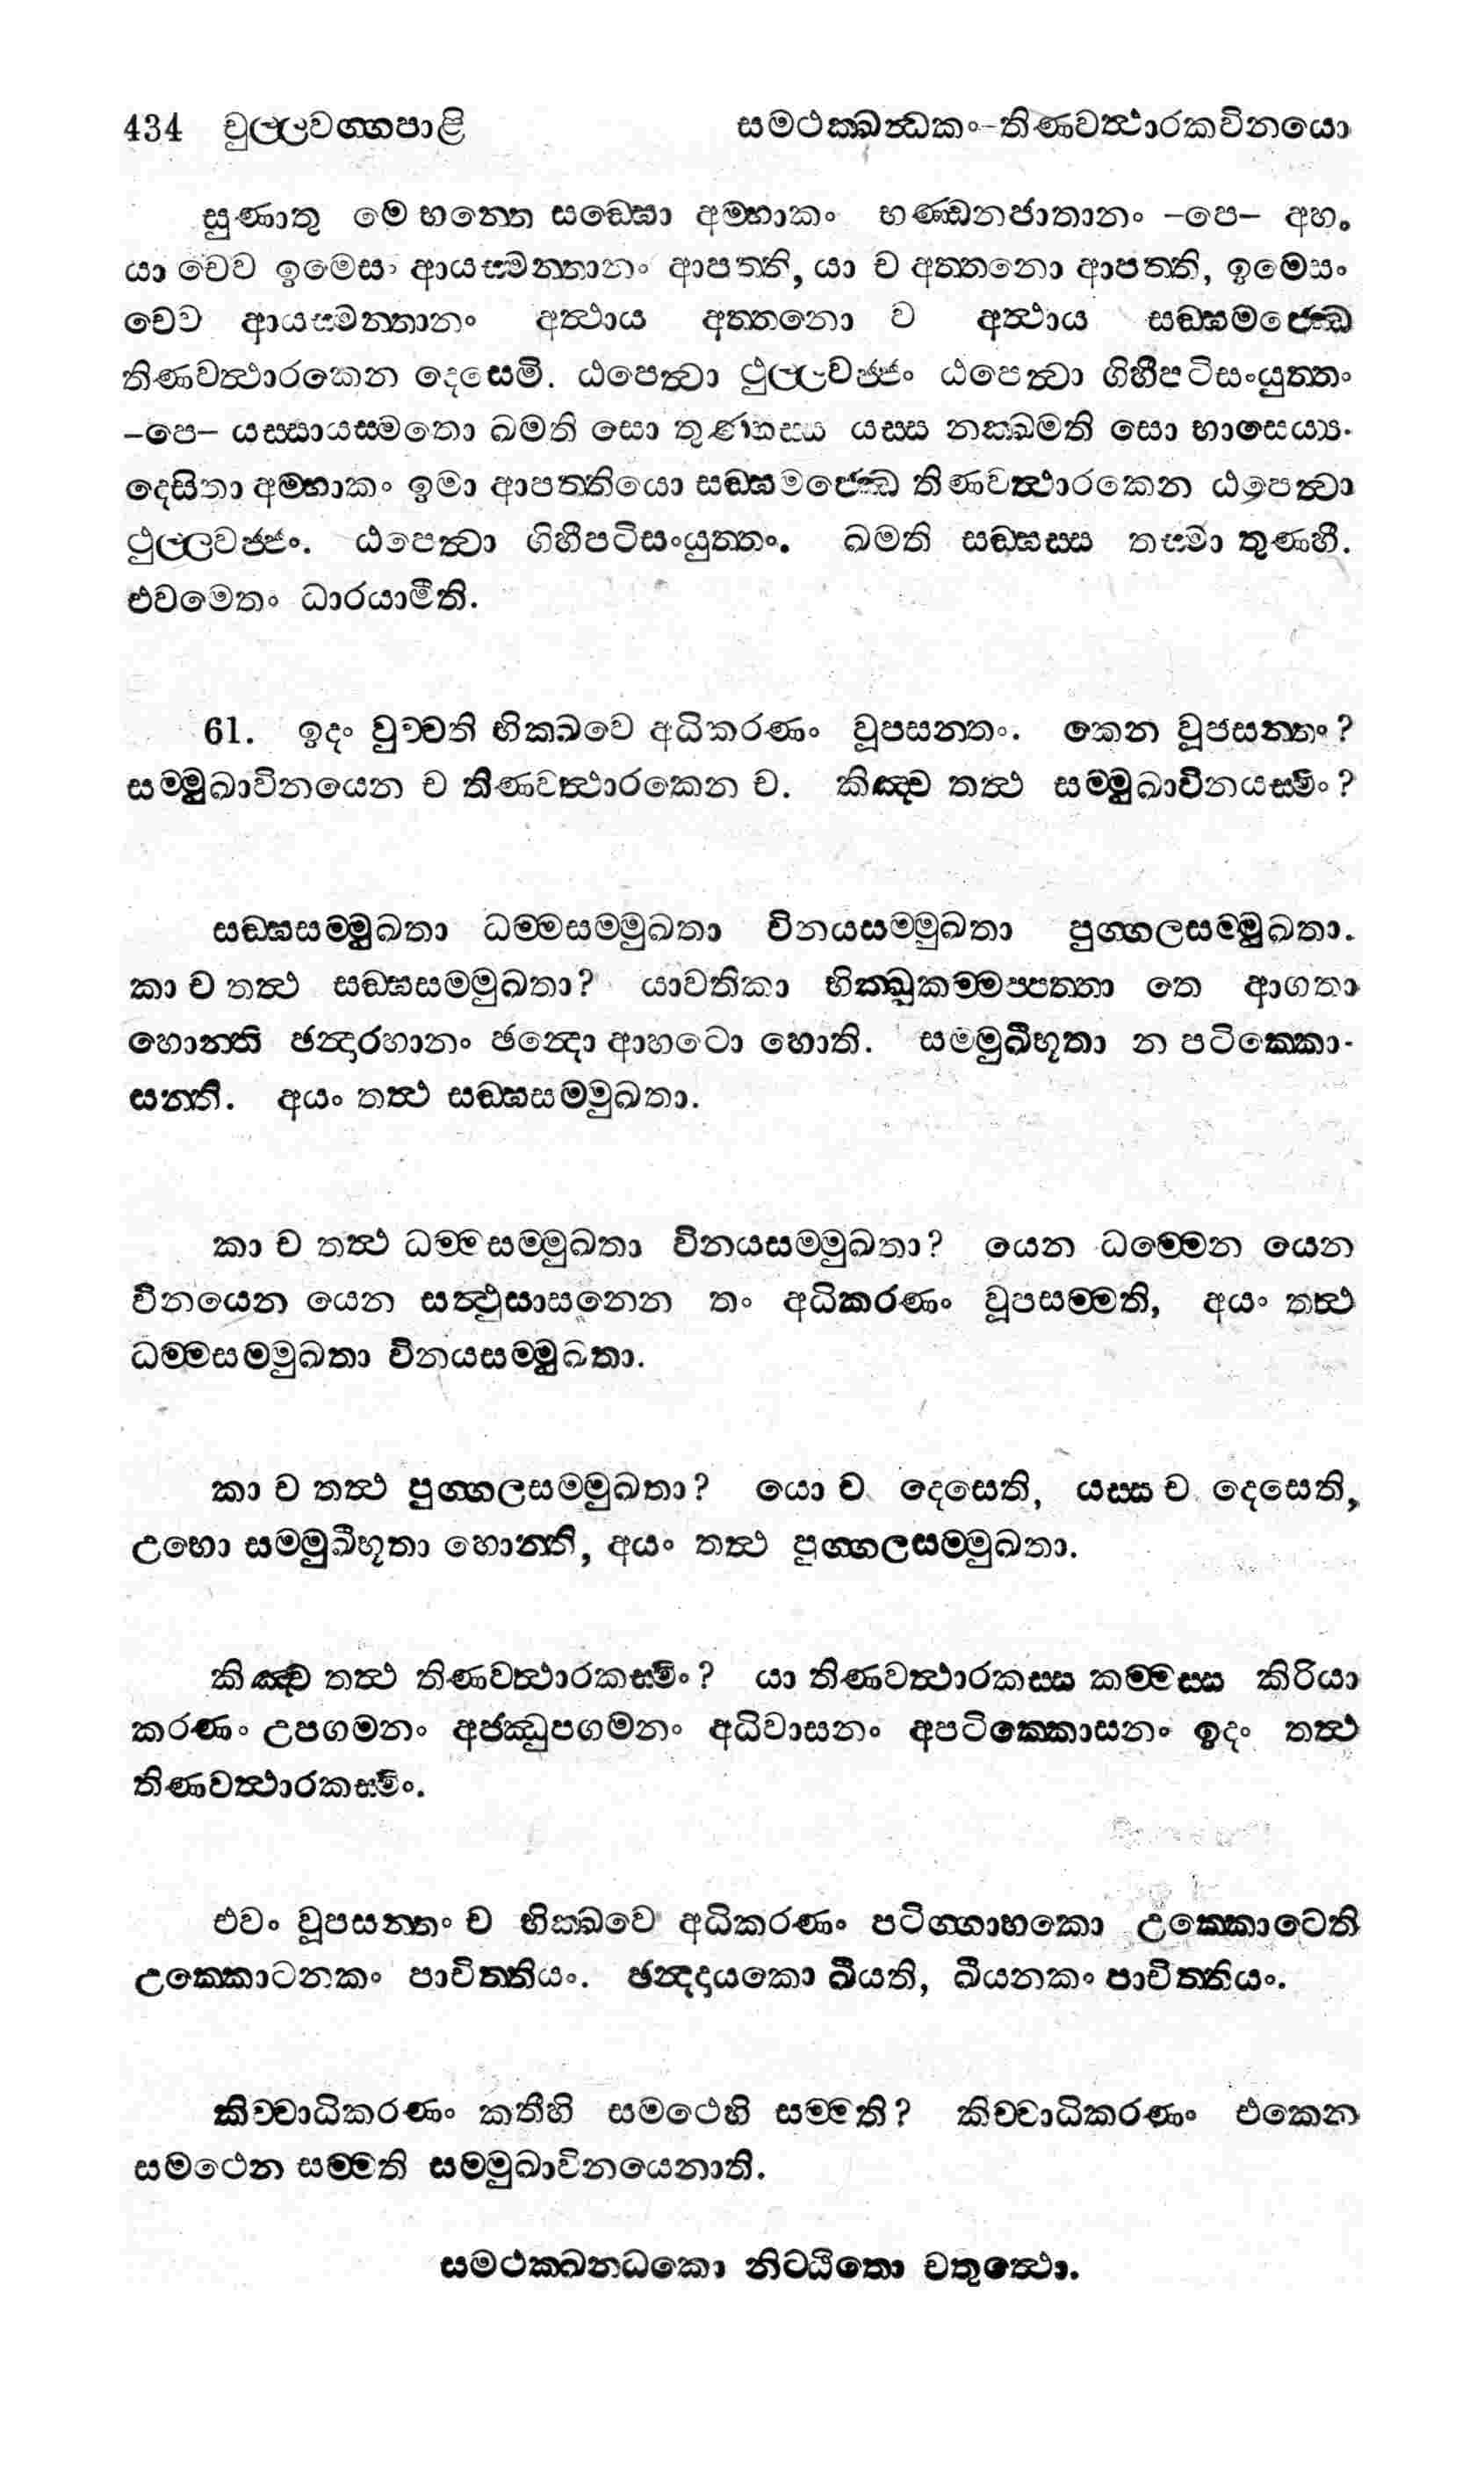 434 චුල්ලවග්ගපාළි සමථක්ඛන්ධකං-තිණවත්ථාරකවිනයො
සුණාතු මෙ භන්තෙ සඞ්ඝො අම්හාකං භණ්ඩනජාතානං –පෙ– අහං
යා චෙව ඉමෙසං ආයස්මන්තානං ආපත්ති, යා ච අත්තනො ආපත්ති, ඉමෙසං
චෙව ආයස්මන්තානං අත්ථාය අත්තනො ච අත්ථාය සඞ්ඝමජ්ඣෙ
තිණවත්ථාරකෙන දෙසෙමි. ඨපෙත්වා ථුල්ලවජ්ජං ඨපෙත්වා ගිහීපටිසංයුත්තං
–පෙ– යස්සායස්මතො ඛමති සො තුණ්හස්ස යස්ස නක්ඛමති සො භාසෙය්‍ය.
දෙසිතා අම්හාකං ඉමා ආපත්තියො සඞ්ඝමජ්ඣෙ තිණවත්ථාරකෙන ඨපෙත්වා
ථුල්ලවජ්ජං. ඨපෙත්වා ගිහීපටිසංයුත්තං. ඛමති සඞ්ඝස්ස තස්මා තුණ්හී.
එවමෙතං ධාරයාමීති.
61. ඉදං වුච්චති භික්ඛවෙ අධිකරණං වූපසන්තං. කෙන වූපසන්තං?
සම්මුඛාවිනයෙන ච තිණවත්ථාරකෙන ච. කිඤ්ච තත්ථ සම්මුඛාවිනයස්මිං?
සඞ්ඝසම්මුඛතා ධම්මසම්මුඛතා විනයසම්මුඛතා පුග්ගලසම්මුඛතා.
කා ච තත්ථ සඞ්ඝසම්මුඛතා? යාවතිකා භික්ඛුකම්මප්පත්තා තෙ ආගතා
හොන්ති ඡන්දාරහානං ඡන්දො ආහටො හොති. සම්මුඛීභූතා න පටික්කො-
සන්ති. අයං තත්ථ සඞ්ඝසම්මුඛතා.
කා ච තත්ථ ධම්මසම්මුඛතා විනයසම්මුඛතා? යෙන ධම්මෙන යෙන
විනයෙන යෙන සත්ථුසාසනෙන තං අධිකරණං වූපසම්මති, අයං තත්ථ
ධම්මසම්මුඛතා විනයසම්මුඛතා.
කා ච තත්ථ පුග්ගලසම්මුඛතා? යො ච දෙසෙති, යස්ස ච දෙසෙති,
උභො සම්මුඛීභූතා හොන්ති, අයං තත්ථ පුග්ගලසම්මුඛතා.
කිඤ්ච තත්ථ තිණවත්ථාරකස්මිං? යා තිණවත්ථාරකස්ස කම්මස්ස කිරියා
කරණං උපගමනං අජ්ඣුපගමනං අධිවාසනං අපටික්කොසනං ඉදං තත්ථ
තිණවත්ථාරකස්මිං.
එවං වූපසන්තං ච භික්ඛවෙ අධිකරණං පටිග්ගාහකො උක්කොටෙති
උක්කොටනකං පාචිත්තියං. ඡන්දදායකො ඛීයති, ඛීයනකං පාචිත්තියං.
කිච්චාධිකරණං කතීහි සමථෙහි සම්මති? කිච්චාධිකරණං එකෙන
සමථෙන සම්මති සම්මුඛාවිනයෙනාති.
සමථක්ඛන්ධකො නිට්ඨිතො චතුත්ථො.